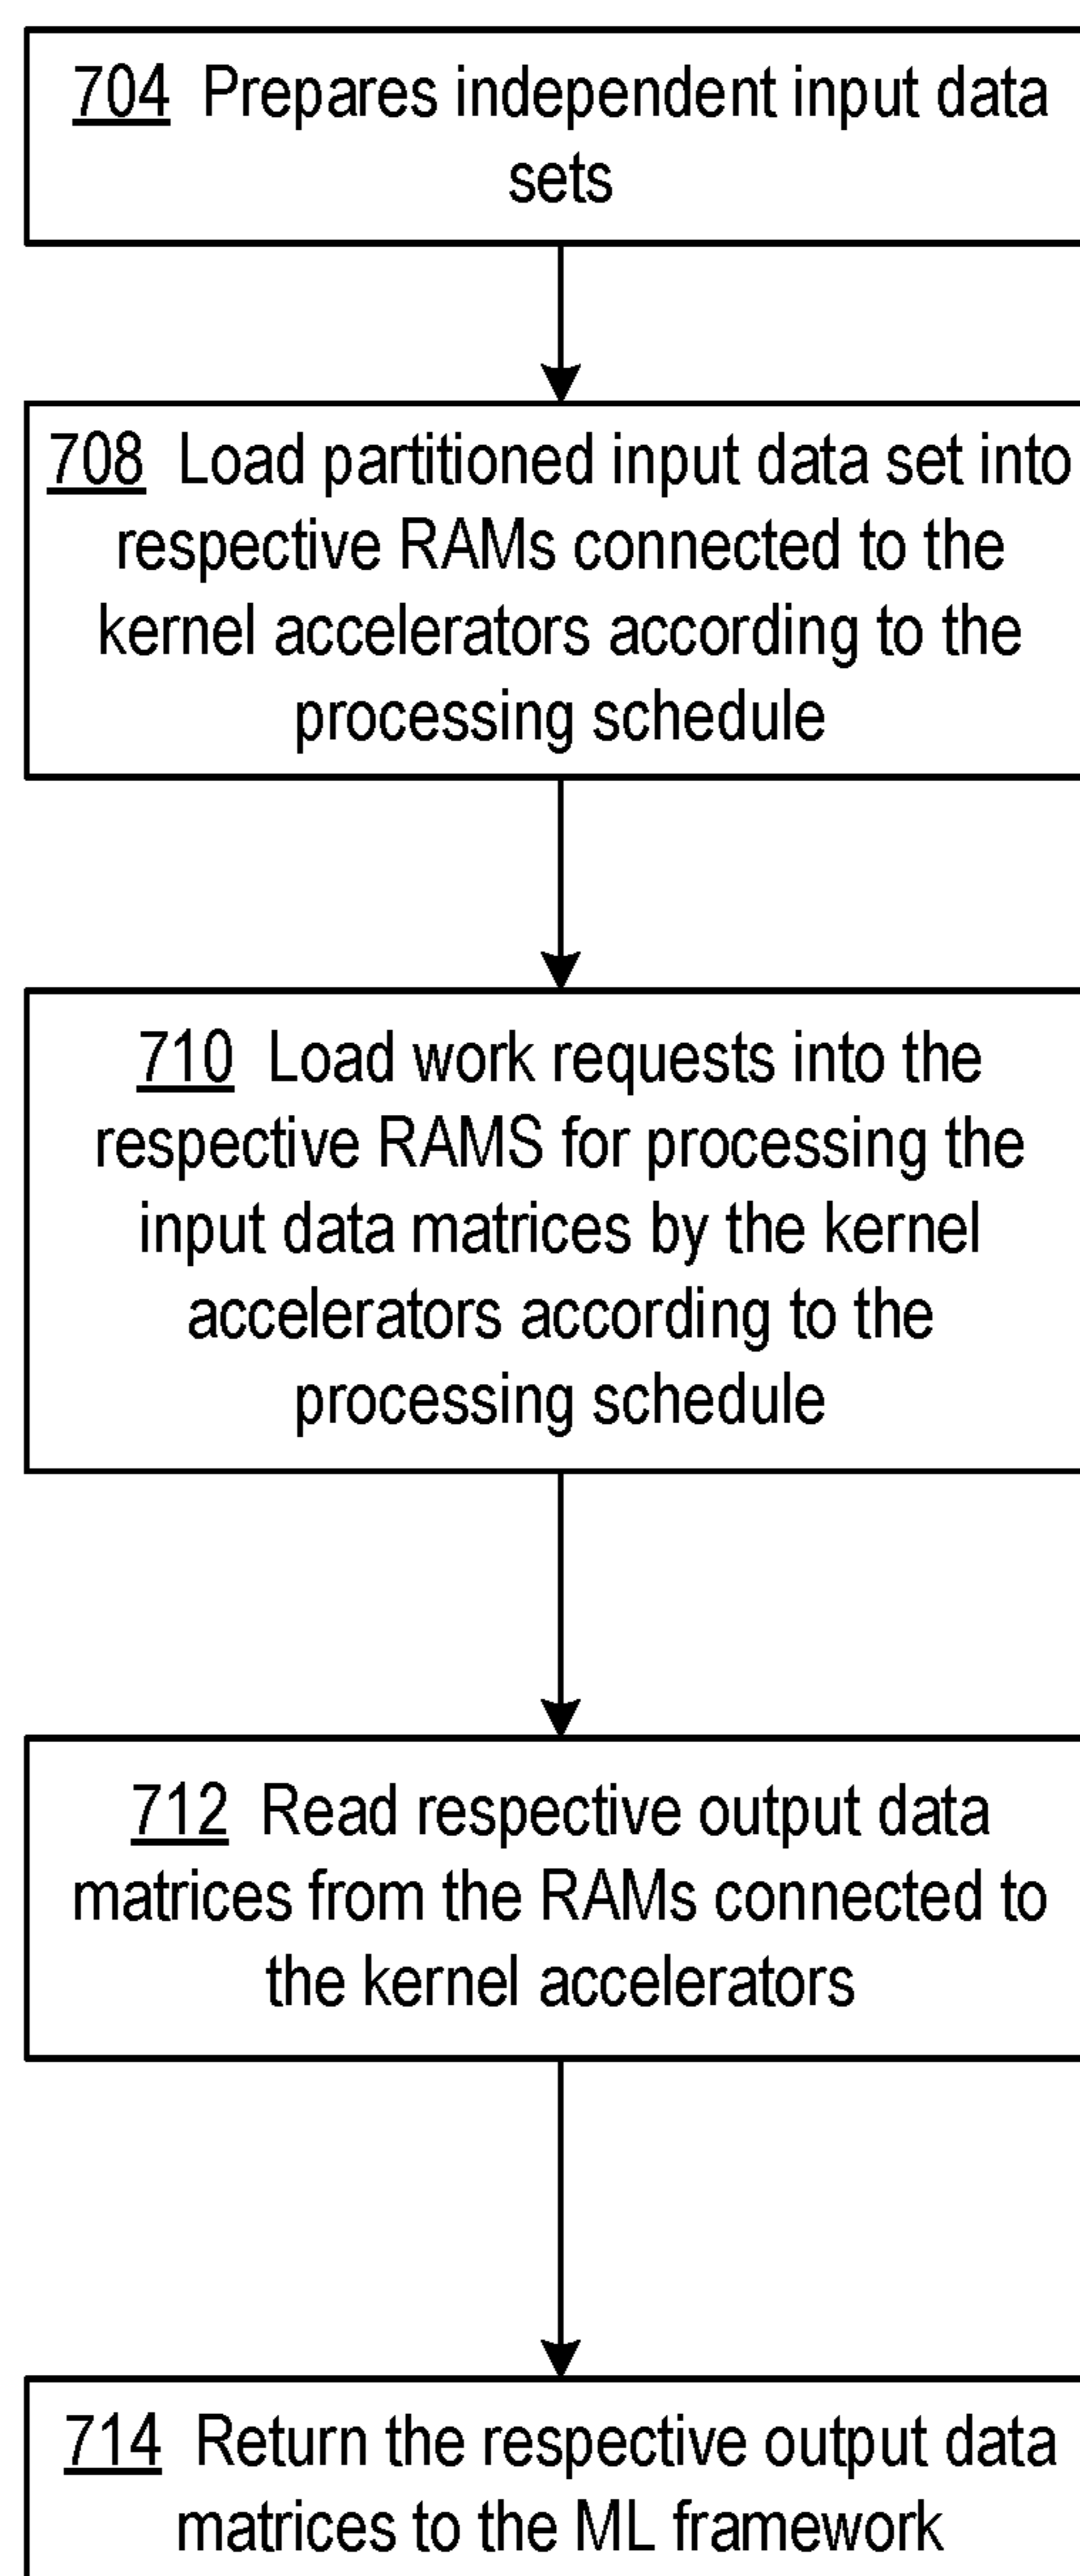 704 Prepares independent input data
sets
708 Load partitioned input data set into
respective RAMs connected to the
kernel accelerators according to the
processing schedule
710 Load work requests into the
respective RAMS for processing the
input data matrices by the kernel
accelerators according to the
processing schedule
712 Read respective output data
matrices from the RAMs connected to
the kernel accelerators
714 Return the respective output data
matrices to the ML framework